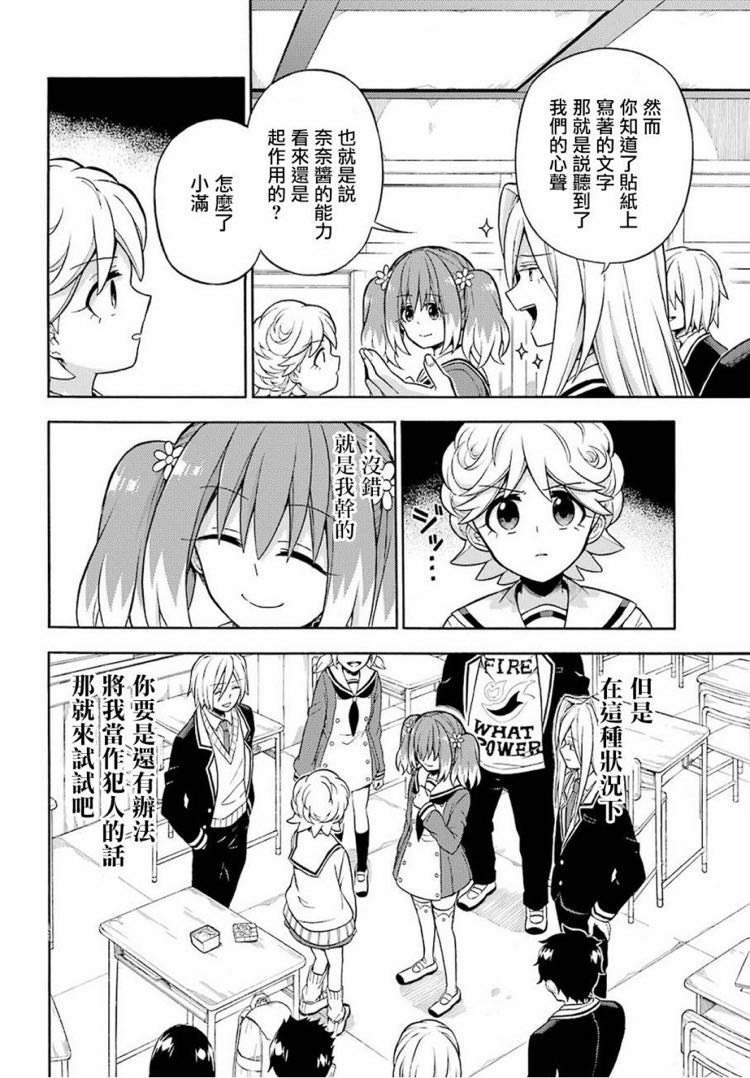 然而
你知道了貼紙上
寫著的文字
那就是說聽到了
我們的心聲
也就是說
奈奈醬的能力
看來還是
起作用的?
怎麼了
小滿
ジッ…
…沒錯
就是我幹的
但是
在這種狀況下
FIRE
WHAT
POWER
你要是還有辦法
將我當作犯人的話
那就來試試吧